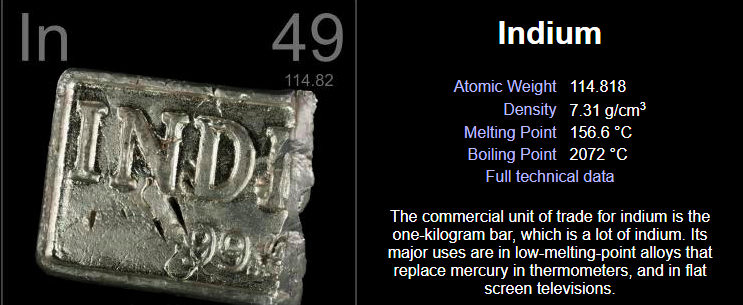 In 49
114.82
INDI
99.
Indium
Atomic Weight 114.818
Density 7.31 g/cm³
Melting Point 156.6 °C
Boiling Point 2072 °C
Full technical data
The commercial unit of trade for indium is the
one-kilogram bar, which is a lot of indium. Its
major uses are in low-melting-point alloys that
replace mercury in thermometers, and in flat
screen televisions.